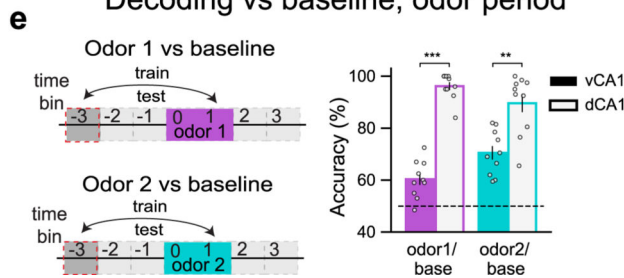 Decoding vs baseline, odor period
e
Odor 1 vs baseline
train
time
bin
test
-3 -2 -1 0 1 2 3
odor 1
Odor 2 vs baseline
train
time
bin
test
-3 -2 -1 0 1 2 3
odor 2
*** **
vCA1
dCA1
Accuracy (%)
100
80
60
40
odor1/ odor2/
base base